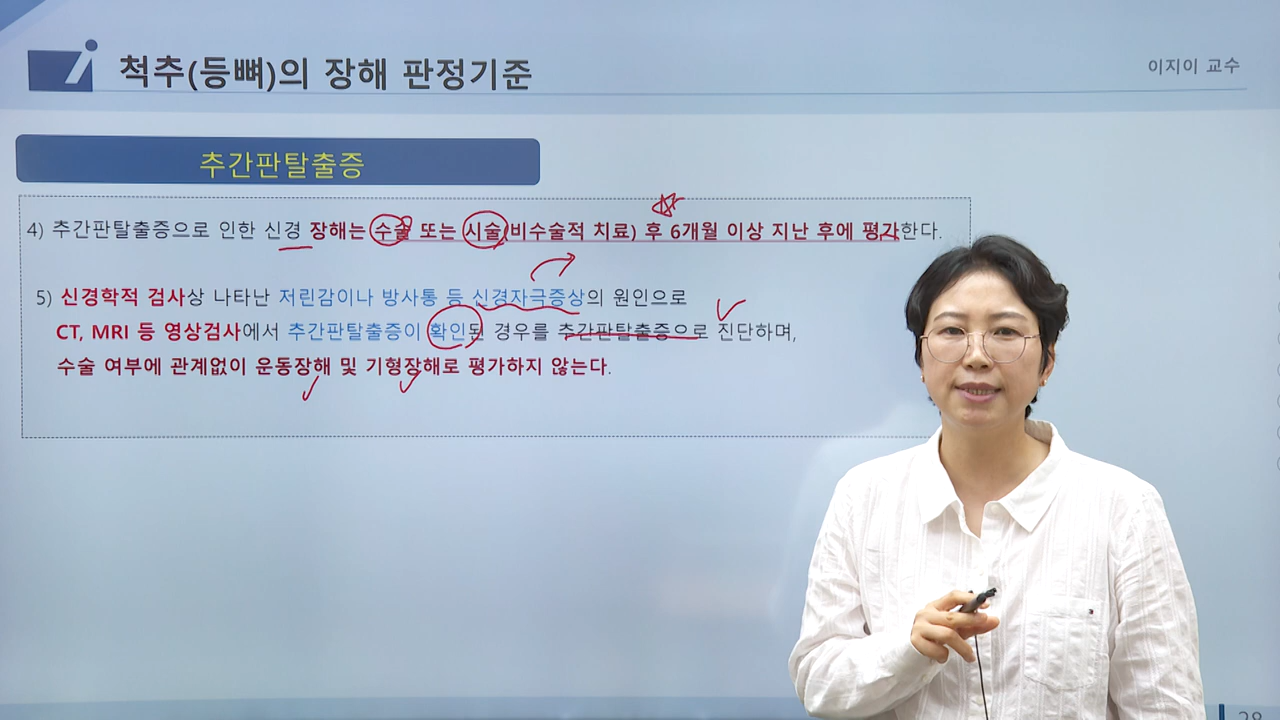 척추(등뼈)의 장해 판정기준
이지이 교수
추간판탈출증
4) 추간판탈출증으로 인한 신경 장해는 수술 또는 시술(비수술적 치료) 후 6개월 이상 지난 후에 평가한다.
5) 신경학적 검사상 나타난 저린감이나 방사통 등 신경자극증상의 원인으로
CT, MRI 등 영상검사에서 추간판탈출증이 확인된 경우를 추간판탈출증으로 진단하며,
수술 여부에 관계없이 운동장해 및 기형장해로 평가하지 않는다.
28